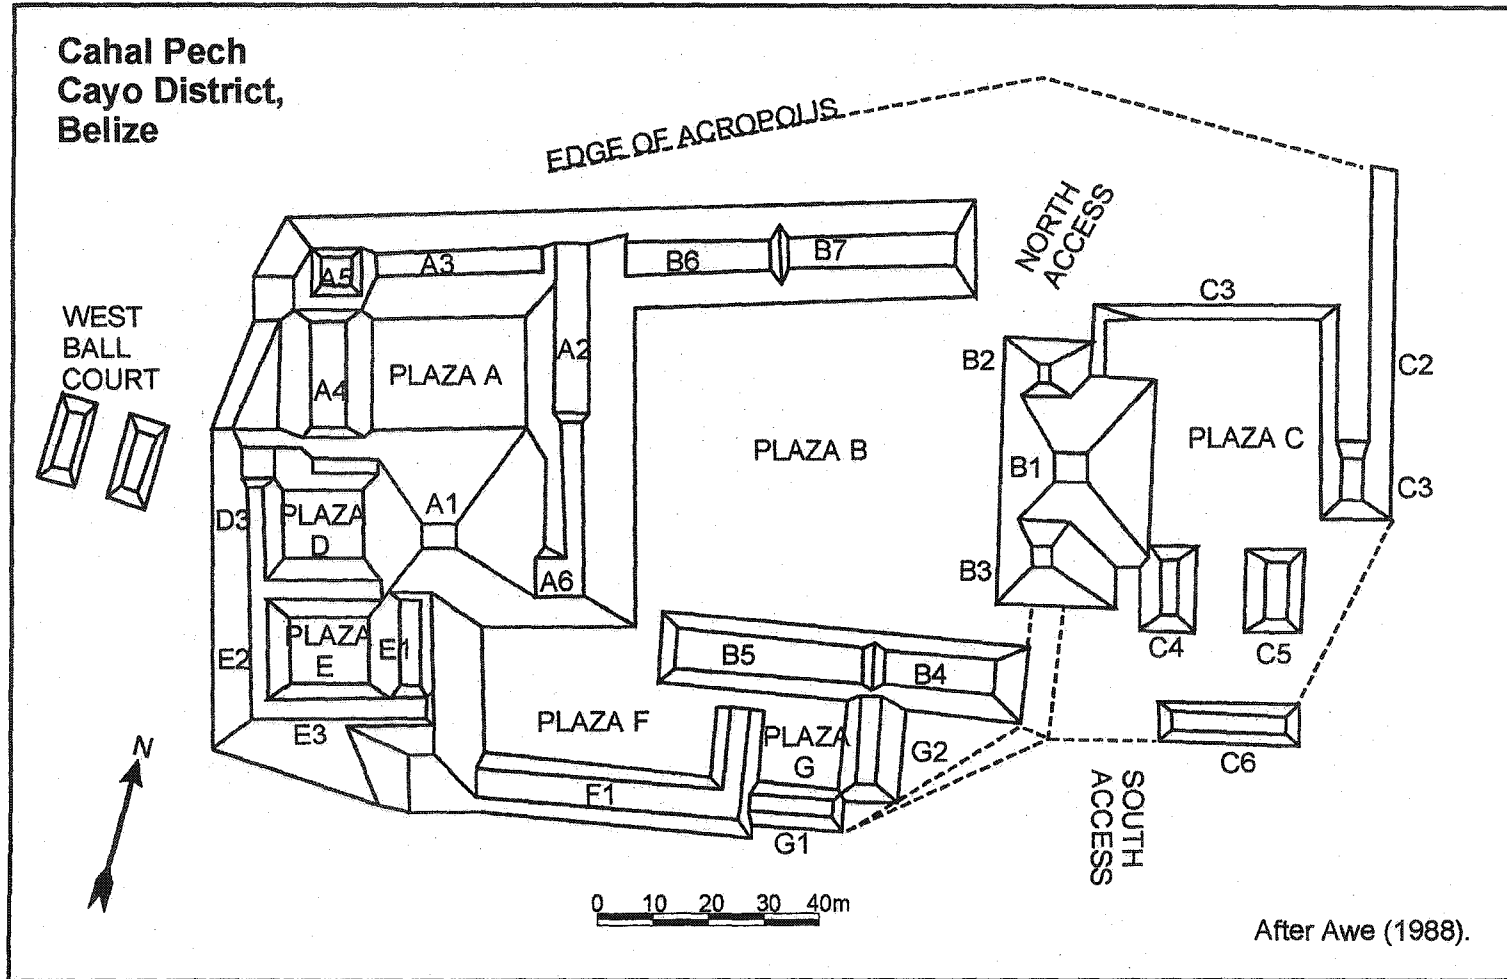 Cahal Pech
Cayo District,
Belize
EDGE OF ACROPOLIS
NORTH
ACCESS
A5
A3
B6
B7
C3
WEST
BALL
COURT
A4
PLAZA A
A2
B2
C2
PLAZA B
PLAZA C
B1
C3
D3
PLAZA
D
A1
A6
B3
E2
PLAZA
E
E1
B5
B4
C4
C5
E3
PLAZA F
PLAZA
G
G2
C6
F1
G1
SOUTH
ACCESS
N
0 10 20 30 40m
After Awe (1988).